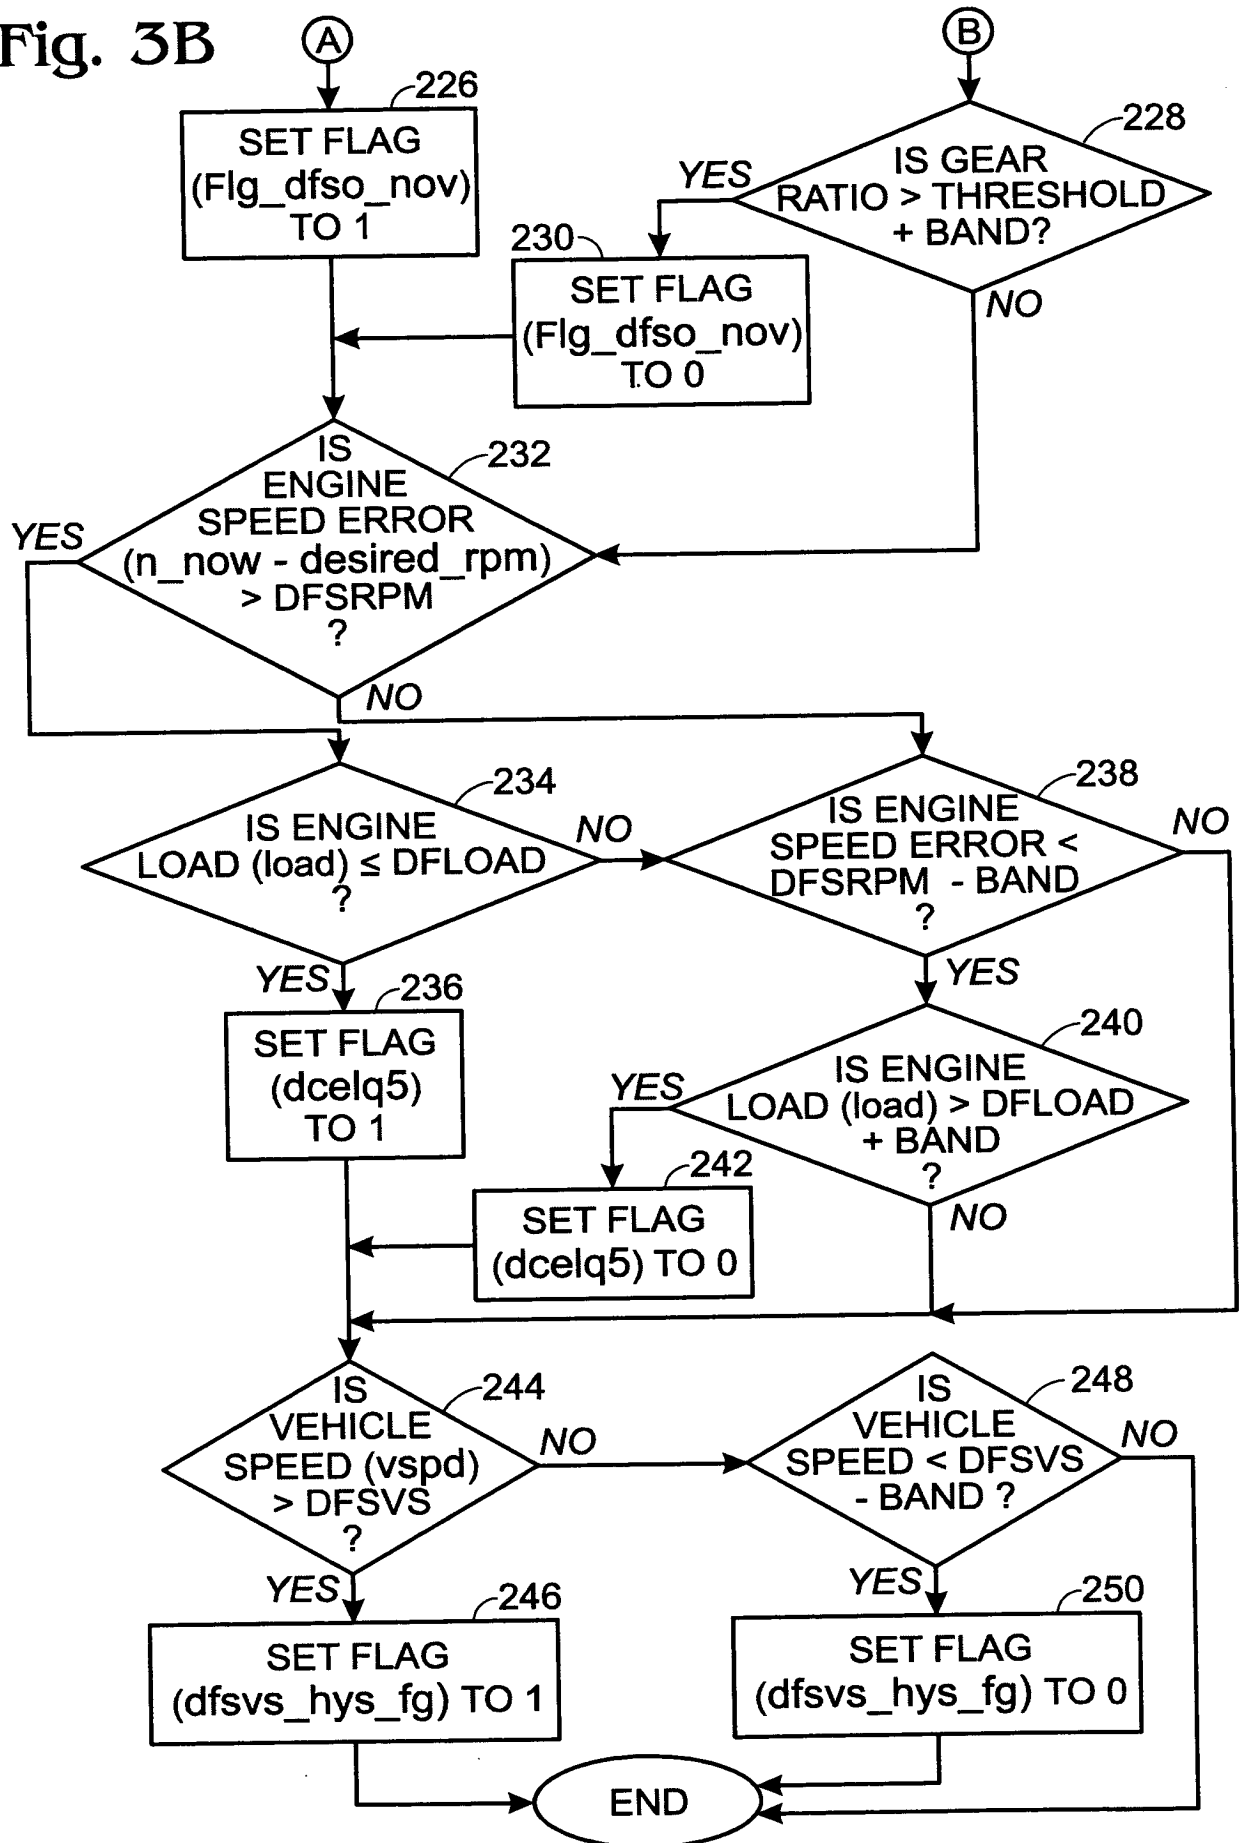 Fig. 3B
A
B
226
SET FLAG
(Flg_dfso_nov)
TO 1
228
IS GEAR
RATIO > THRESHOLD
+ BAND?
YES
NO
230
SET FLAG
(Flg_dfso_nov)
TO 0
232
IS
ENGINE
SPEED ERROR
(n_now - desired_rpm)
> DFSRPM
?
YES
NO
234
IS ENGINE
LOAD (load) ≤ DFLOAD
?
NO
YES
238
IS ENGINE
SPEED ERROR <
DFSRPM - BAND
?
NO
YES
236
SET FLAG
(dcelq5)
TO 1
240
IS ENGINE
LOAD (load) > DFLOAD
+ BAND
?
YES
NO
242
SET FLAG
(dcelq5) TO 0
244
IS
VEHICLE
SPEED (vspd)
> DFSVS
?
NO
YES
248
IS
VEHICLE
SPEED < DFSVS
- BAND ?
NO
YES
246
SET FLAG
(dfsvs_hys_fg) TO 1
250
SET FLAG
(dfsvs_hys_fg) TO 0
END